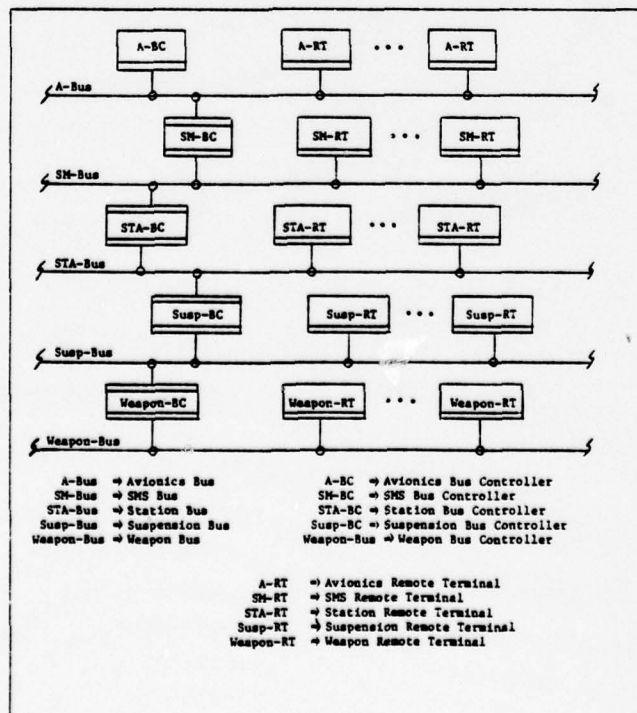 A-BC A-RT ... A-RT
A-Bus
SM-BC SM-RT ... SM-RT
SM-Bus
STA-BC STA-RT ... STA-RT
STA-Bus
Susp-BC Susp-RT ... Susp-RT
Susp-Bus
Weapon-BC Weapon-RT ... Weapon-RT
Weapon-Bus
A-Bus ⇒ Avionics Bus
SM-Bus ⇒ SMS Bus
STA-Bus ⇒ Station Bus
Susp-Bus ⇒ Suspension Bus
Weapon-Bus ⇒ Weapon Bus
A-BC ⇒ Avionics Bus Controller
SM-BC ⇒ SMS Bus Controller
STA-BC ⇒ Station Bus Controller
Susp-BC ⇒ Suspension Bus Controller
Weapon-Bus ⇒ Weapon Bus Controller
A-RT ⇒ Avionics Remote Terminal
SM-RT ⇒ SMS Remote Terminal
STA-RT ⇒ Station Remote Terminal
Susp-RT ⇒ Suspension Remote Terminal
Weapon-RT ⇒ Weapon Remote Terminal